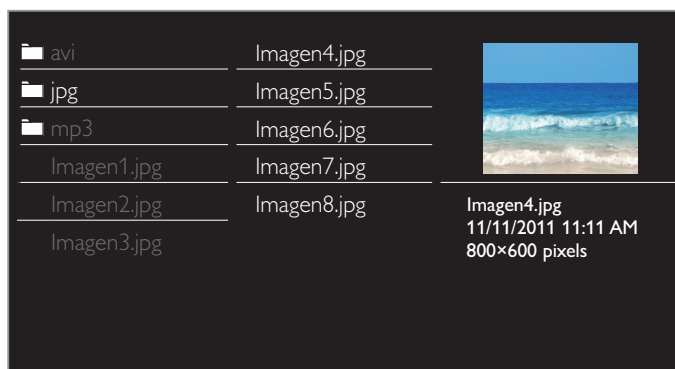 avi
jpg
mp3
Imagen1.jpg
Imagen2.jpg
Imagen3.jpg
Imagen4.jpg
Imagen5.jpg
Imagen6.jpg
Imagen7.jpg
Imagen8.jpg
Imagen4.jpg
11/11/2011 11:11 AM
800×600 pixels